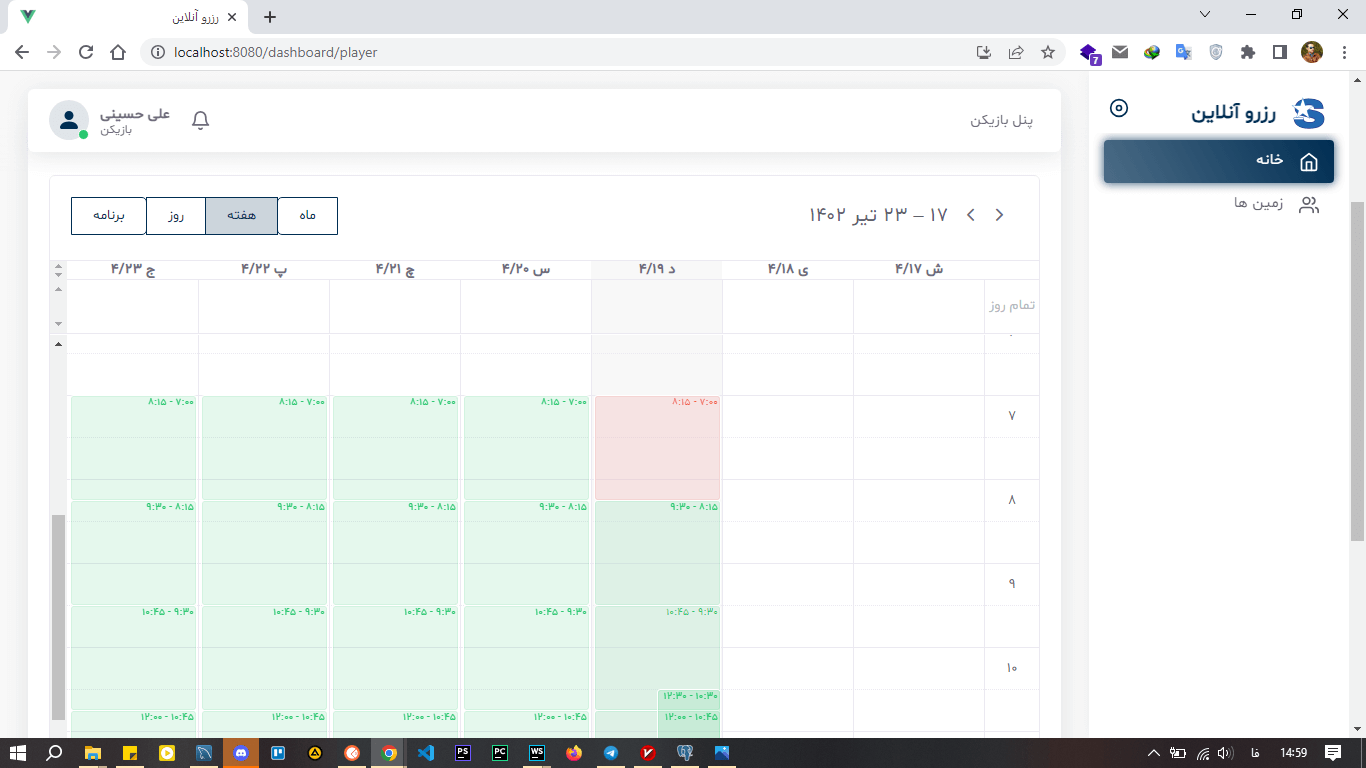 رزرو آنلاین
localhost:8080/dashboard/player
7
رزرو آنلاین
خانه
زمین ها
پنل بازیکن
علی حسینی
بازیکن
۱۷ – ۲۳ تیر ۱۴۰۲
ماه
هفته
روز
برنامه
ش ۴/۱۷
ی ۴/۱۸
د ۴/۱۹
س ۴/۲۰
چ ۴/۲۱
پ ۴/۲۲
ج ۴/۲۳
تمام روز
۷
۸
۹
۱۰
۷:۰۰ - ۸:۱۵
۸:۱۵ - ۹:۳۰
۹:۳۰ - ۱۰:۴۵
۱۰:۳۰ - ۱۲:۳۰
۱۰:۴۵ - ۱۲:۰۰
۷:۰۰ - ۸:۱۵
۸:۱۵ - ۹:۳۰
۹:۳۰ - ۱۰:۴۵
۱۰:۴۵ - ۱۲:۰۰
۷:۰۰ - ۸:۱۵
۸:۱۵ - ۹:۳۰
۹:۳۰ - ۱۰:۴۵
۱۰:۴۵ - ۱۲:۰۰
۷:۰۰ - ۸:۱۵
۸:۱۵ - ۹:۳۰
۹:۳۰ - ۱۰:۴۵
۱۰:۴۵ - ۱۲:۰۰
۷:۰۰ - ۸:۱۵
۸:۱۵ - ۹:۳۰
۹:۳۰ - ۱۰:۴۵
۱۰:۴۵ - ۱۲:۰۰
PS
PC
WS
فا
14:59